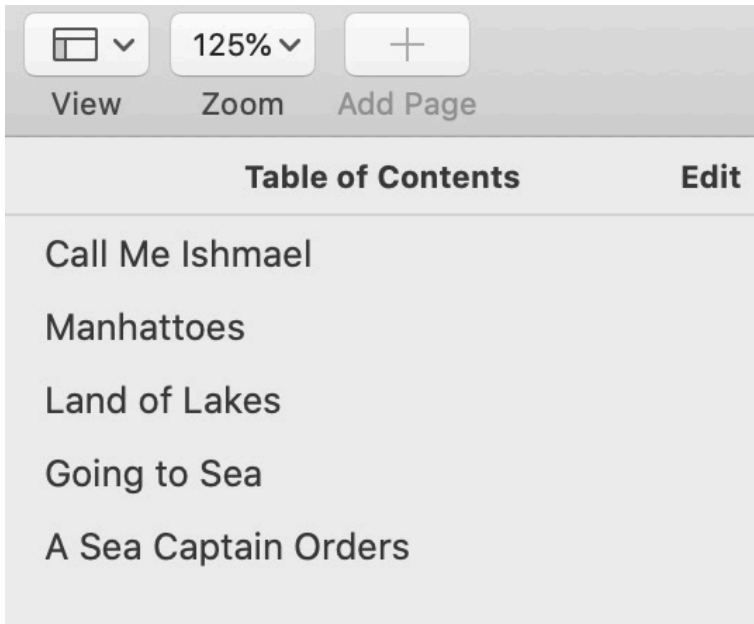 125%
View Zoom Add Page
Table of Contents Edit
Call Me Ishmael
Manhattoes
Land of Lakes
Going to Sea
A Sea Captain Orders